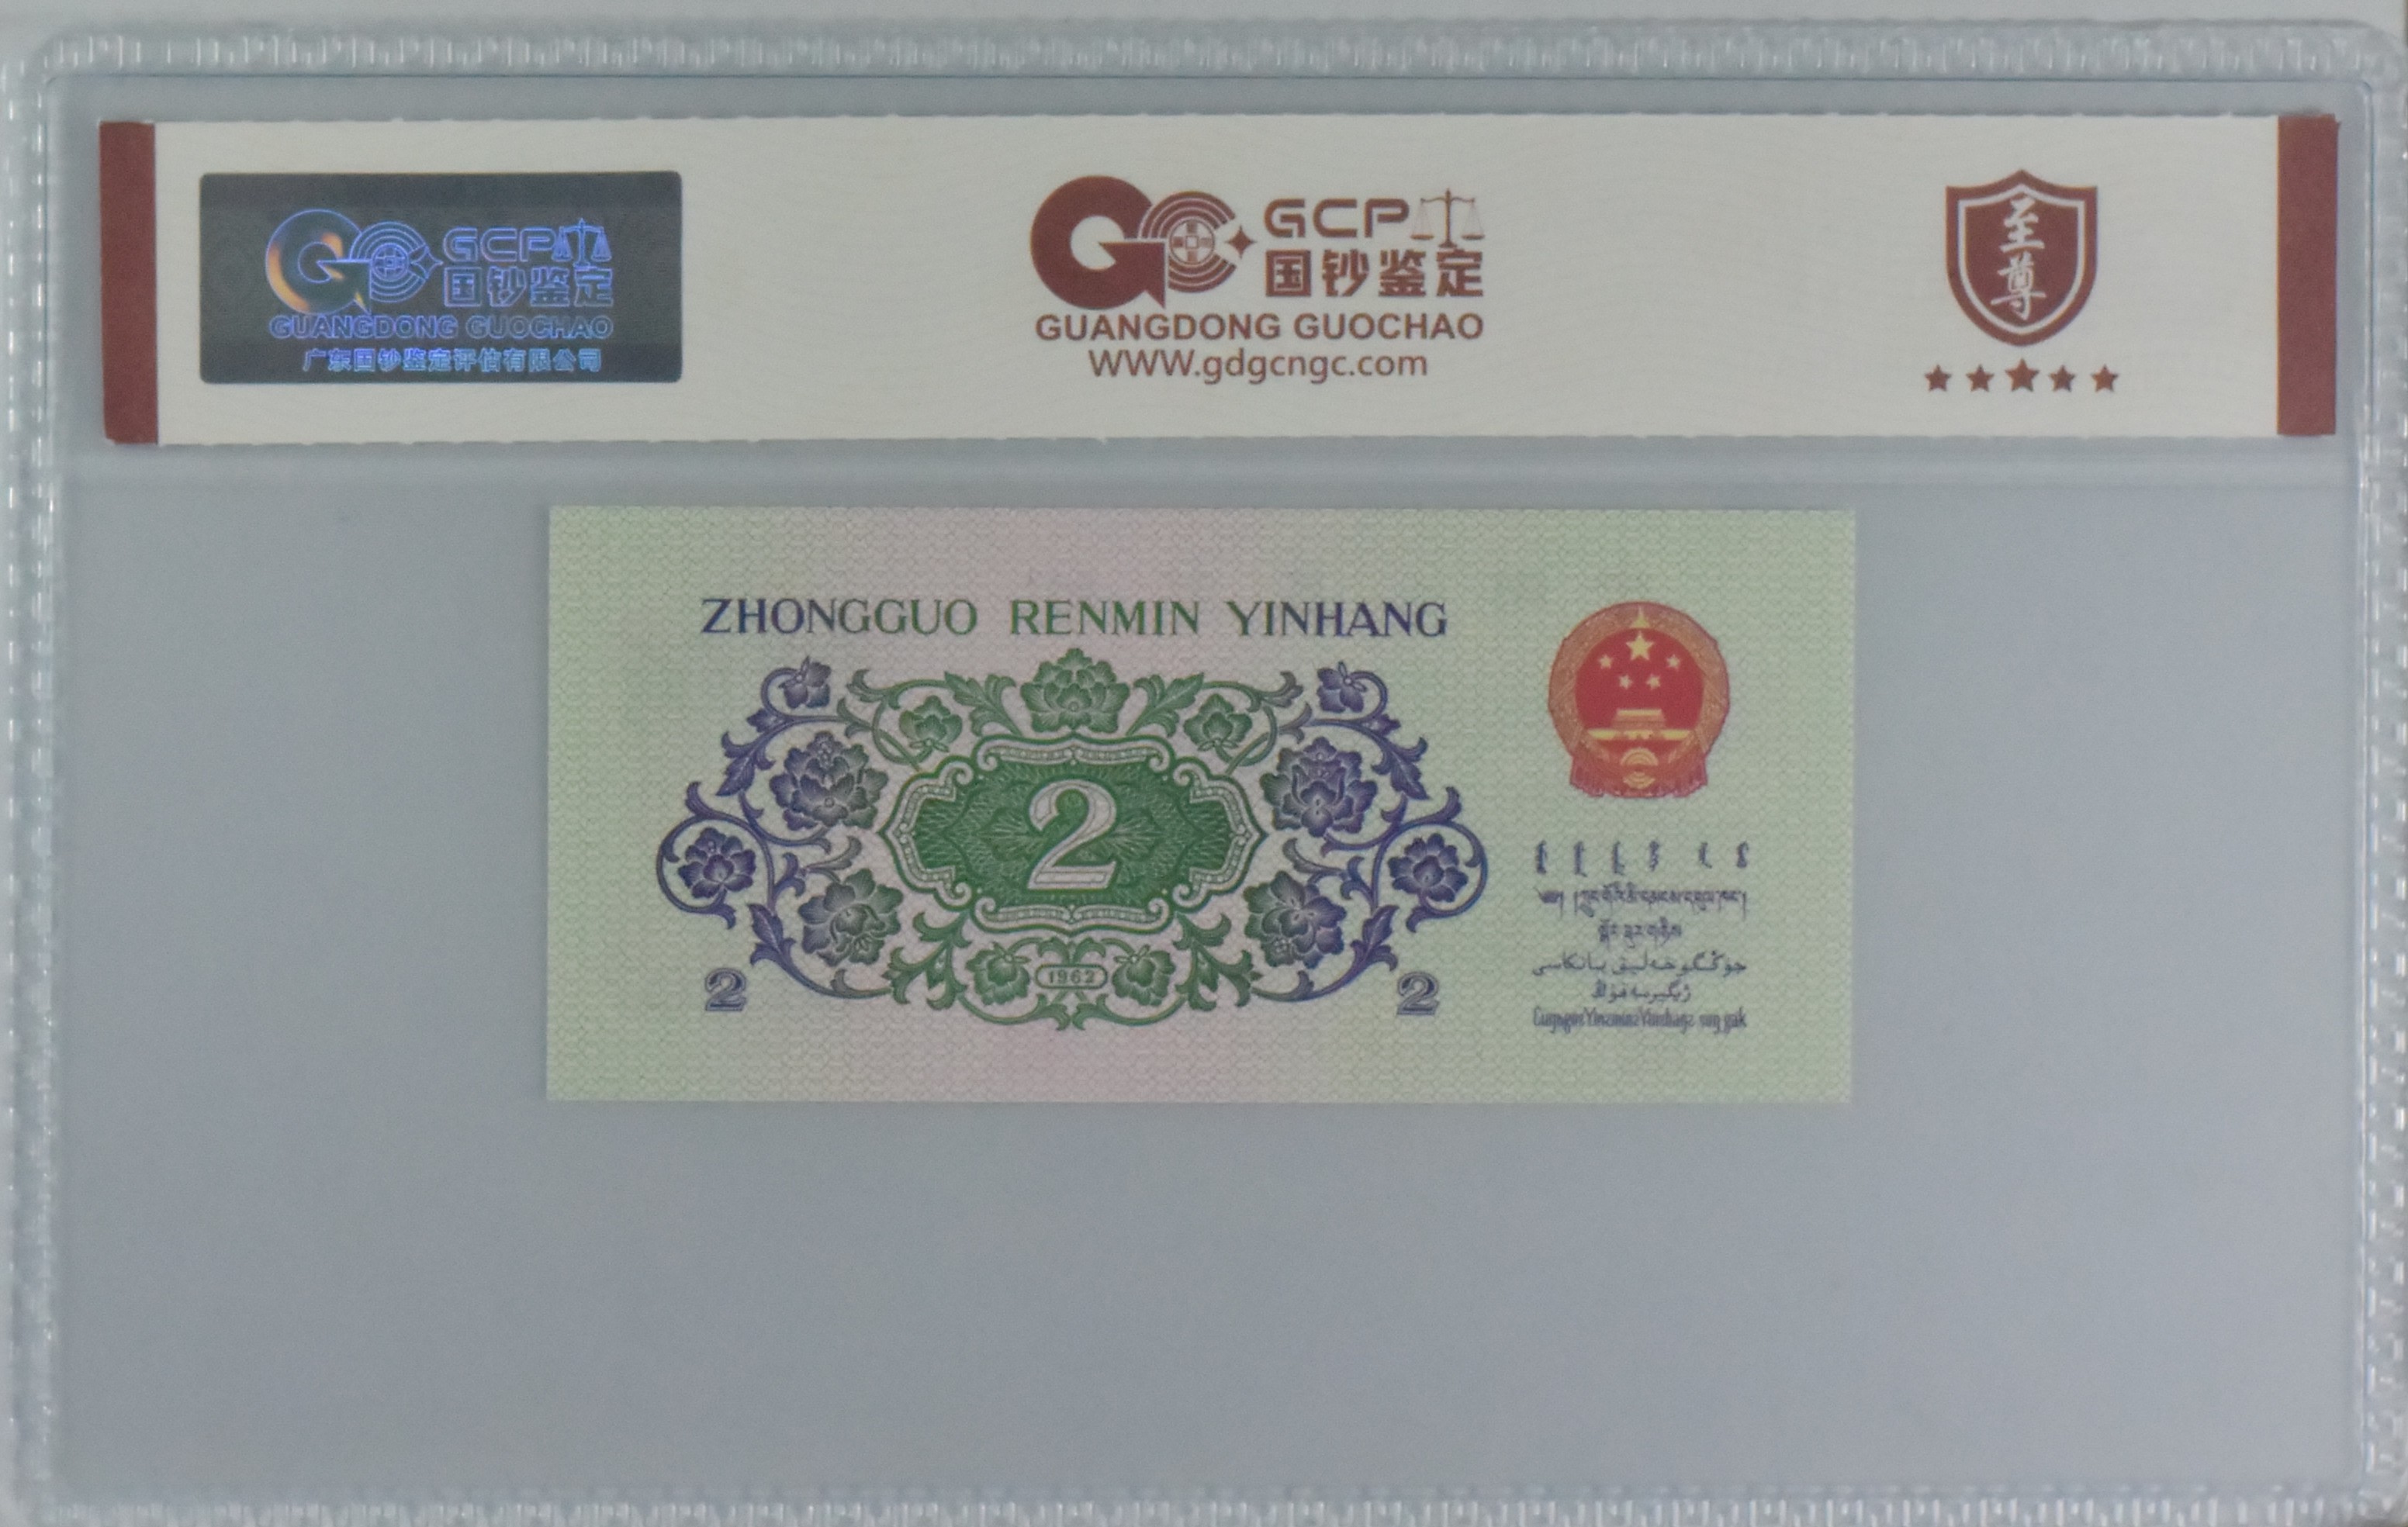 GCP
国钞鉴定
GUANGDONG GUOCHAO
广东国钞鉴定评估有限公司
GCP
国钞鉴定
GUANGDONG GUOCHAO
WWW.gdgcngc.com
至尊
ZHONGGUO RENMIN YINHANG
2
1962
2
2
جۇڭگوخەلىق بانكاسى